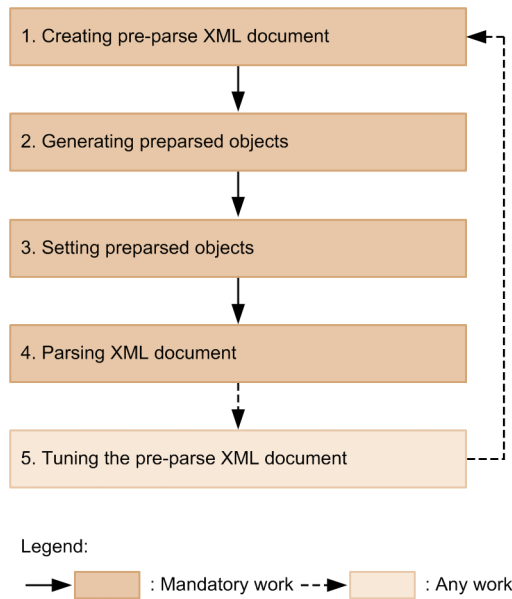 1. Creating pre-parse XML document
2. Generating preparsed objects
3. Setting preparsed objects
4. Parsing XML document
5. Tuning the pre-parse XML document
Legend:
: Mandatory work : Any work